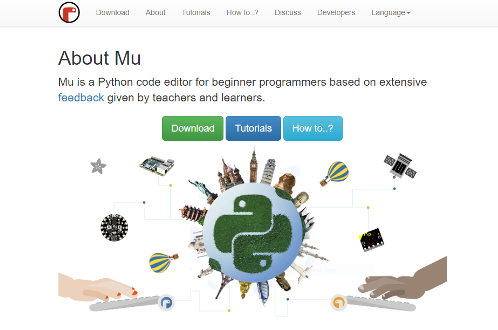 Download About Tutorials How to..? Discuss Developers Language
About Mu
Mu is a Python code editor for beginner programmers based on extensive
feedback given by teachers and learners.
Download Tutorials How to..?